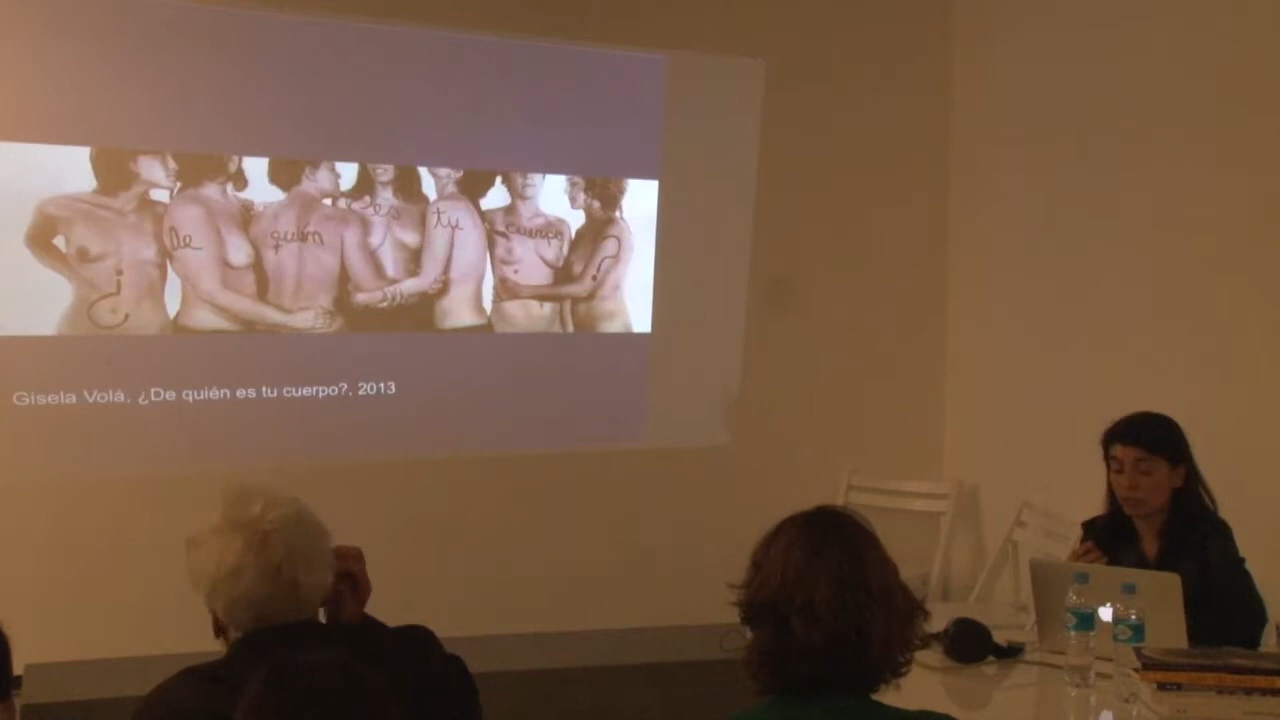 ¿ De quién es tu cuerpo ?
Gisela Volá, ¿De quién es tu cuerpo?, 2013